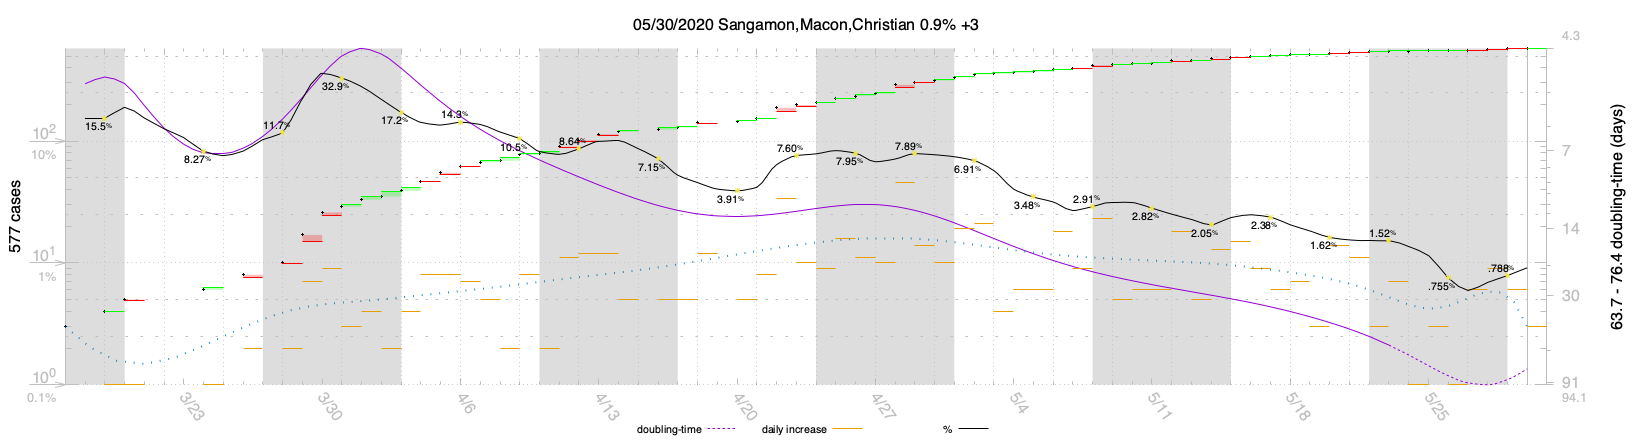 05/30/2020 Sangamon,Macon,Christian 0.9% +3
577 cases
10² 10% 10¹ 1% 10⁰ 0.1%
15.5% 8.27% 11.7% 32.9% 17.2% 14.3% 10.5% 8.64% 7.15% 3.91% 7.60% 7.95% 7.89% 6.91% 3.48% 2.91% 2.82% 2.05% 2.38% 1.62% 1.52% .755% .788%
4.3 7 14 30 91 94.1
63.7 - 76.4 doubling-time (days)
3/23 3/30 4/6 4/13 4/20 4/27 5/4 5/11 5/18 5/25
doubling-time daily increase %